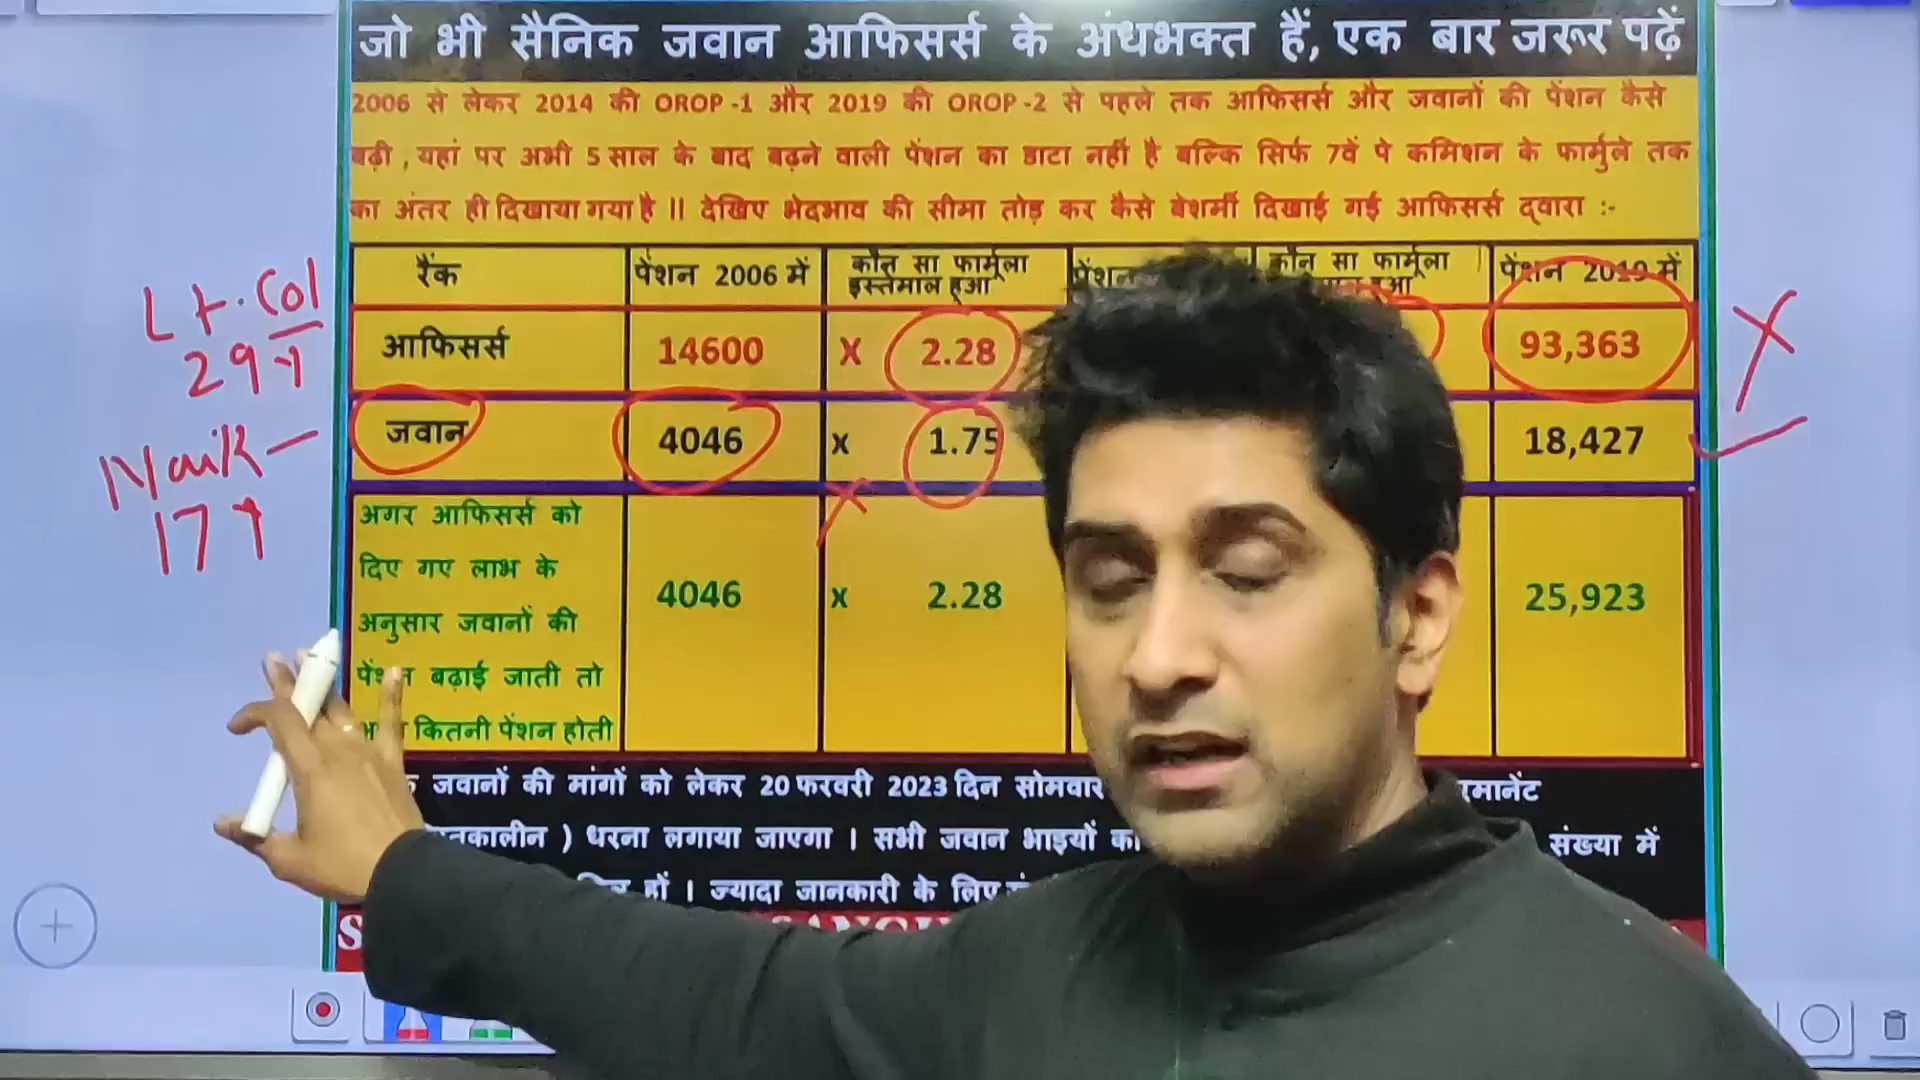 जो भी सैनिक जवान आफिसर्स के अंधभक्त हैं, एक बार जरूर पढ़ें
2006 से लेकर 2014 की OROP -1 और 2019 की OROP -2 से पहले तक आफिसर्स और जवानों की पेंशन कैसे
बढ़ी , यहां पर अभी 5 साल के बाद बढ़ने वाली पेंशन का डाटा नहीं है बल्कि सिर्फ 7वें पे कमिशन के फार्मुले तक
का अंतर ही दिखाया गया है ॥ देखिए भेदभाव की सीमा तोड़ कर कैसे बेशर्मी दिखाई गई आफिसर्स द्वारा :-
रैंक पेंशन 2006 में कौन सा फार्मूला पेंशन कौन सा फार्मूला पेंशन 2019 में
इस्तेमाल हूआ हूआ
Lt. Col
29 Y
आफिसर्स 14600 X 2.28 93,363
जवान 4046 x 1.75 18,427
Naik
17 Y
अगर आफिसर्स को
दिए गए लाभ के
अनुसार जवानों की 4046 x 2.28 25,923
पेंशन बढ़ाई जाती तो
कितनी पेंशन होती
जवानों की मांगों को लेकर 20 फरवरी 2023 दिन सोमवार
) धरना लगाया जाएगा । सभी जवान भाइयों का संख्या में
हों । ज्यादा जानकारी के लिए